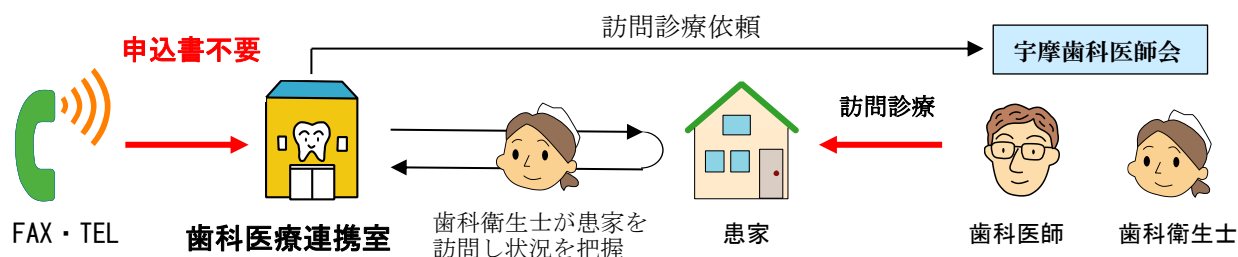 訪問診療依頼
申込書不要
宇摩歯科医師会
訪問診療
FAX・TEL
歯科医療連携室
歯科衛生士が患家を
訪問し状況を把握
患家
歯科医師
歯科衛生士